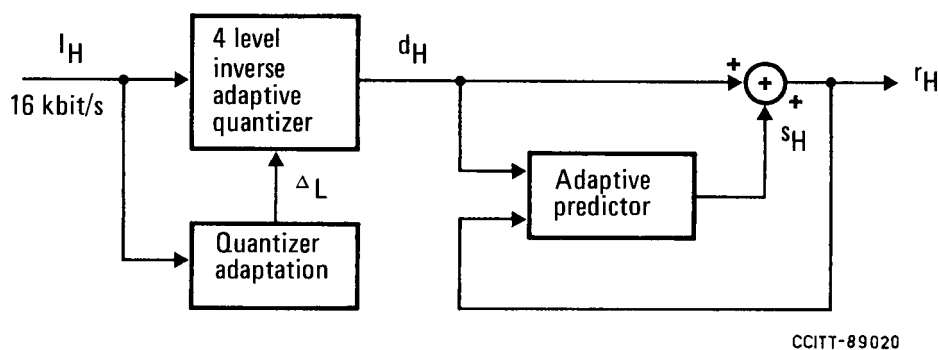 I_H
16 kbit/s
4 level
inverse
adaptive
quantizer
d_H
+
+
+
r_H
s_H
Δ_L
Adaptive
predictor
Quantizer
adaptation
CCITT-89020